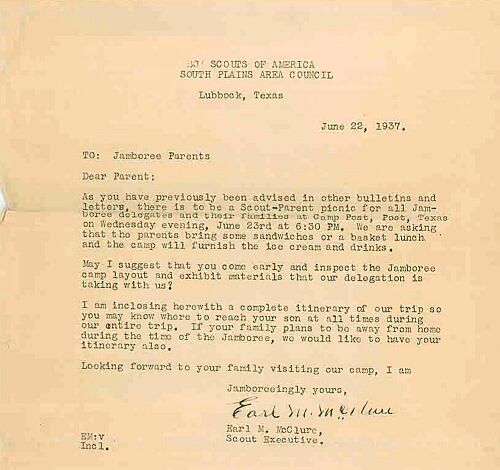 BOY SCOUTS OF AMERICA
SOUTH PLAINS AREA COUNCIL
Lubbock, Texas
June 22, 1937.
TO: Jamboree Parents
Dear Parent:
As you have previously been advised in other bulletins and
letters, there is to be a Scout-Parent picnic for all Jam-
boree delegates and their families at Camp Post, Post, Texas
on Wednesday evening, June 23rd at 6:30 PM. We are asking
that the parents bring some sandwiches or a basket lunch
and the camp will furnish the ice cream and drinks.
May I suggest that you come early and inspect the Jamboree
camp layout and exhibit materials that our delegation is
taking with us?
I am inclosing herewith a complete itinerary of our trip so
you may know where to reach your son at all times during
our entire trip. If your family plans to be away from home
during the time of the Jamboree, we would like to have your
itinerary also.
Looking forward to your family visiting our camp, I am
Jamboreeingly yours,
Earl M. McClure
Earl M. McClure,
Scout Executive.
EM:v
Incl.